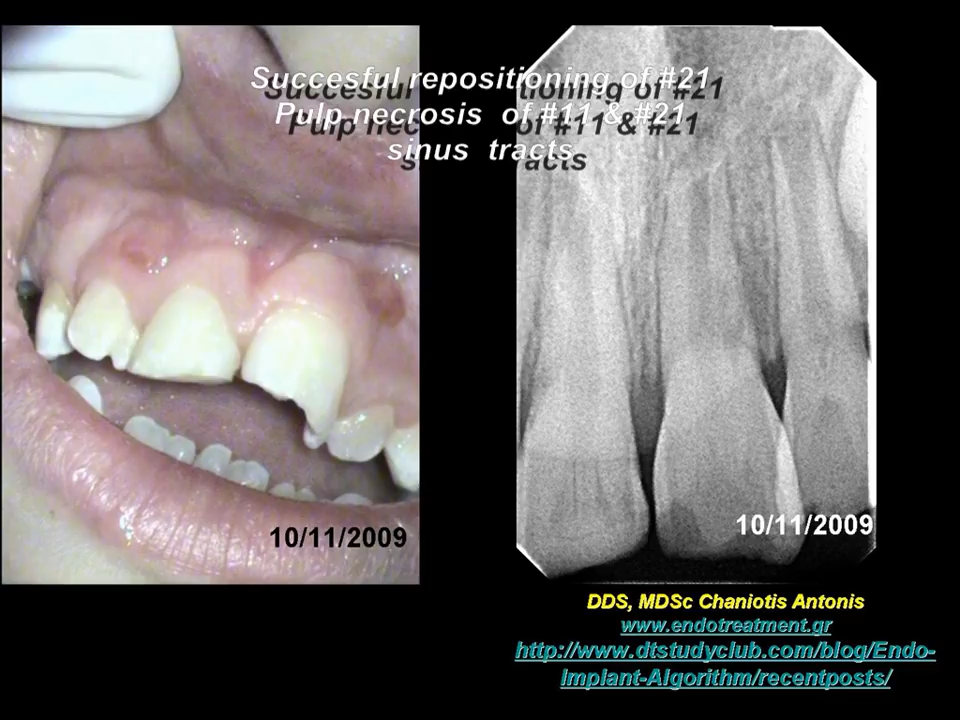 Succesful repositioning of #21
Pulp necrosis of #11 & #21
sinus tracts
10/11/2009
10/11/2009
DDS, MDSc Chaniotis Antonis
www.endotreatment.gr
http://www.dtstudyclub.com/blog/Endo-
Implant-Algorithm/recentposts/